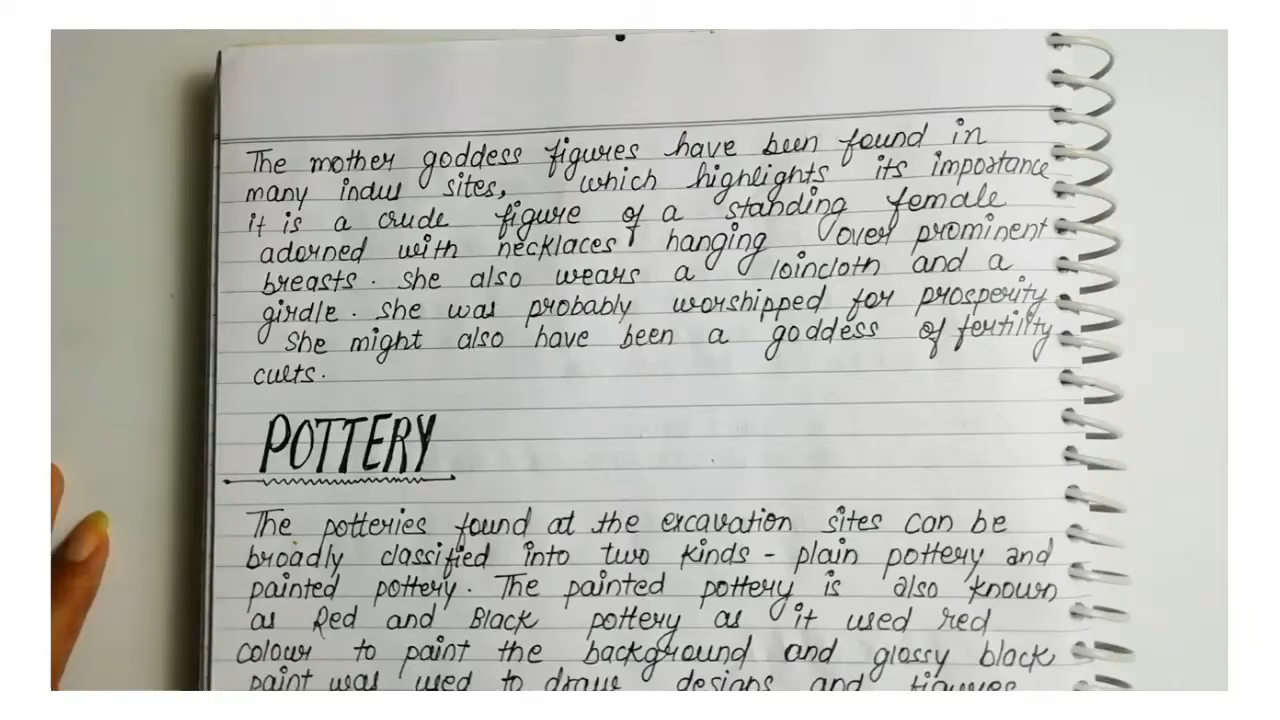 The mother goddess figures have been found in
many indus sites, which highlights its importance
it is a crude figure of a standing female
adorned with necklaces hanging over prominent
breasts. She also wears a loincloth and a
girdle. She was probably worshipped for prosperity
She might also have been a goddess of fertilty
cults.
POTTERY
The potteries found at the excavation sites can be
broadly classified into two kinds - plain pottery and
painted pottery. The painted pottery is also known
as Red and Black pottery as it used red
colour to paint the background and glossy black
paint was used to draw designs and figures